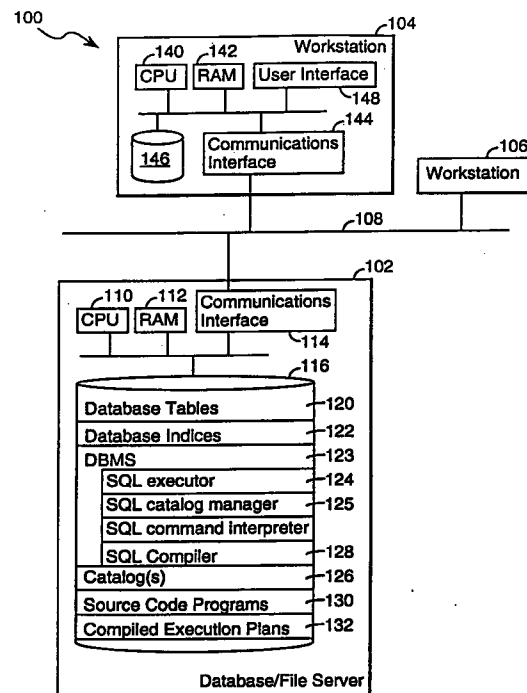 100
104
140 142 Workstation
CPU RAM User Interface
148
144
146 Communications
Interface
106
Workstation
108
102
110 112 Communications
CPU RAM Interface
114
116
Database Tables 120
Database Indices 122
DBMS 123
SQL executor 124
SQL catalog manager 125
SQL command interpreter
SQL Compiler 128
Catalog(s) 126
Source Code Programs 130
Compiled Execution Plans 132
Database/File Server